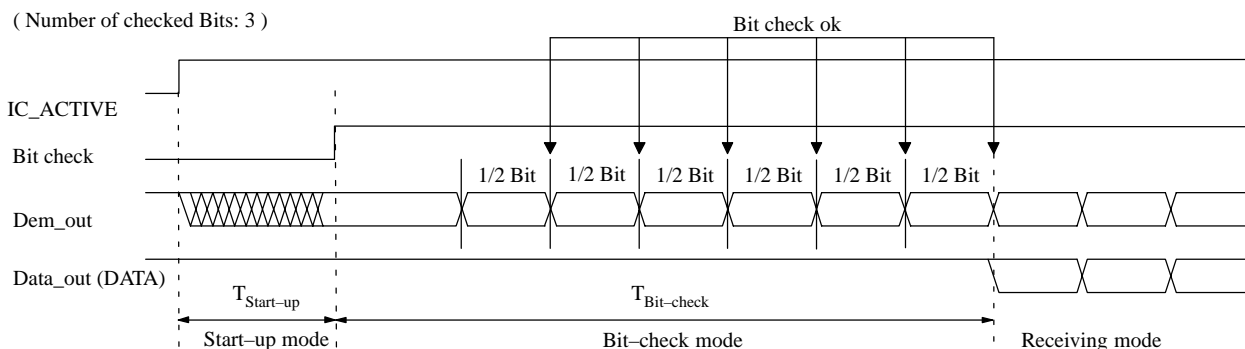 ( Number of checked Bits: 3 )
Bit check ok
IC_ACTIVE
Bit check
1/2 Bit 1/2 Bit 1/2 Bit 1/2 Bit 1/2 Bit 1/2 Bit
Dem_out
Data_out (DATA)
TStart–up TBit–check
Start–up mode Bit–check mode Receiving mode